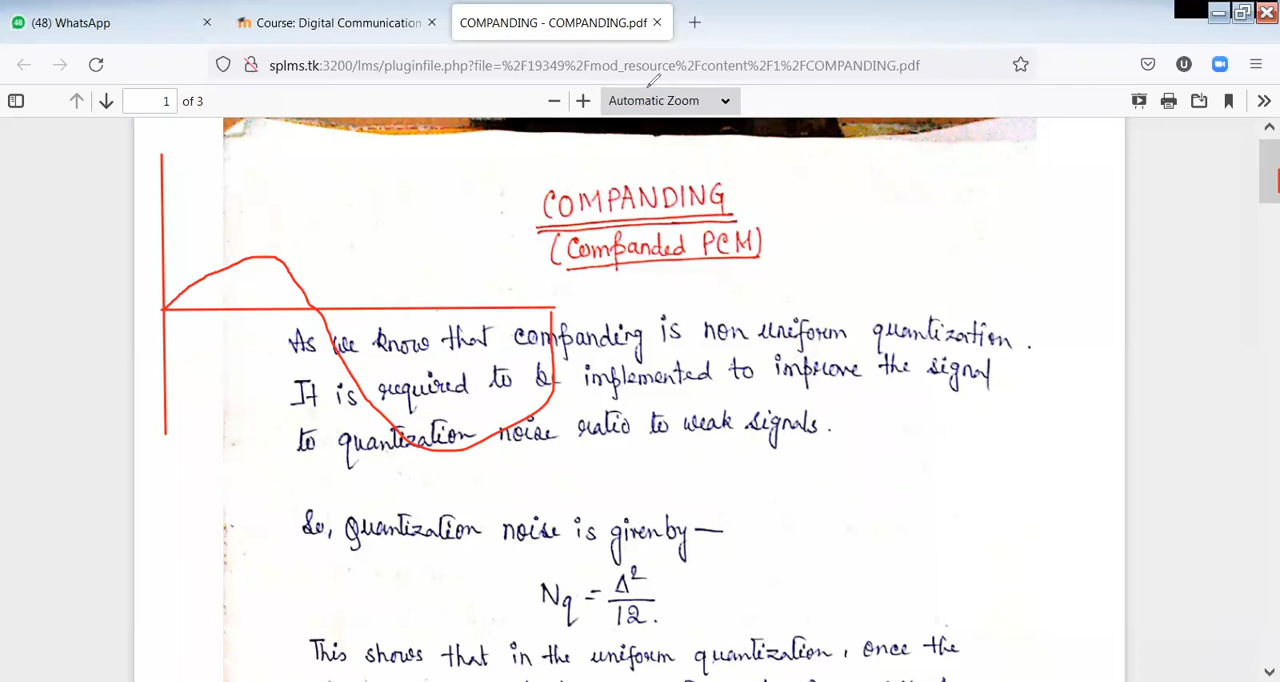 (48) WhatsApp
Course: Digital Communication
COMPANDING - COMPANDING.pdf
splms.tk:3200/lms/pluginfile.php?file=%2F19349%2Fmod_resource%2Fcontent%2F1%2FCOMPANDING.pdf
1 of 3
Automatic Zoom
COMPANDING
(Companded PCM)
As we know that companding is non uniform quantization.
It is required to be implemented to improve the signal
to quantization noise ratio to weak signals.
So, Quantization noise is given by —
Nq = Δ²/12.
This shows that in the uniform quantization, once the